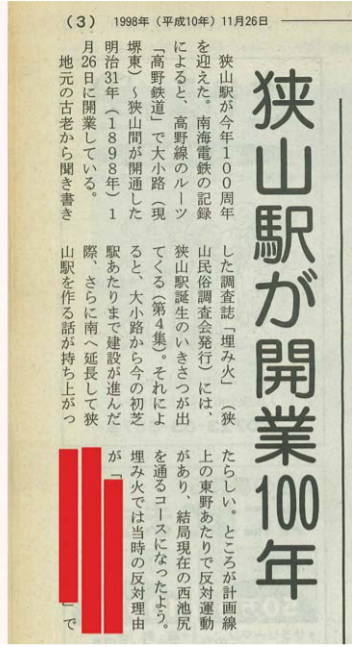 (3) 1998年(平成10年)11月26日
狭山駅が開業100年
狭山駅が今年100周年
を迎えた。南海電鉄の記録
によると、高野線のルーツ
「高野鉄道」で大小路(現
堺東)〜狭山間が開通した
明治31年(1898年)1
月26日に開業している。
地元の古老から聞き書き
した調査誌「埋み火」(狭
山民俗調査会発行)には、
狭山駅誕生のいきさつが出
てくる(第4集)。それによ
ると、大小路から今の初芝
駅あたりまで建設が進んだ
際、さらに南へ延長して狭
山駅を作る話が持ち上がっ
たらしい。ところが計画線
上の東野あたりで反対運動
があり、結局現在の西池尻
を通るコースになったよう。
埋み火では当時の反対理由
が「
」で